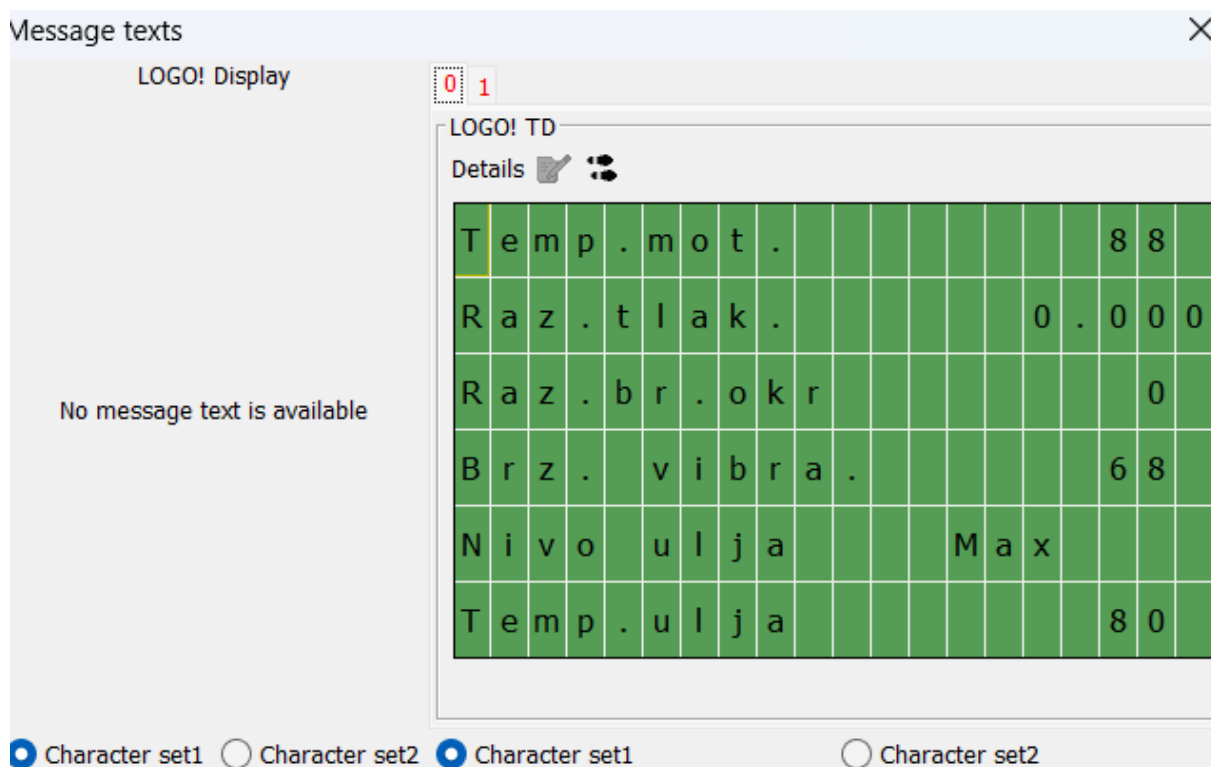 Message texts
LOGO! Display
0 1
LOGO! TD
Details
Temp.mot. 88
Raz.tlak. 0.000
Raz.br.okr 0
No message text is available
Brz. vibra. 68
Nivo ulja Max
Temp.ulja 80
Character set1 Character set2 Character set1 Character set2